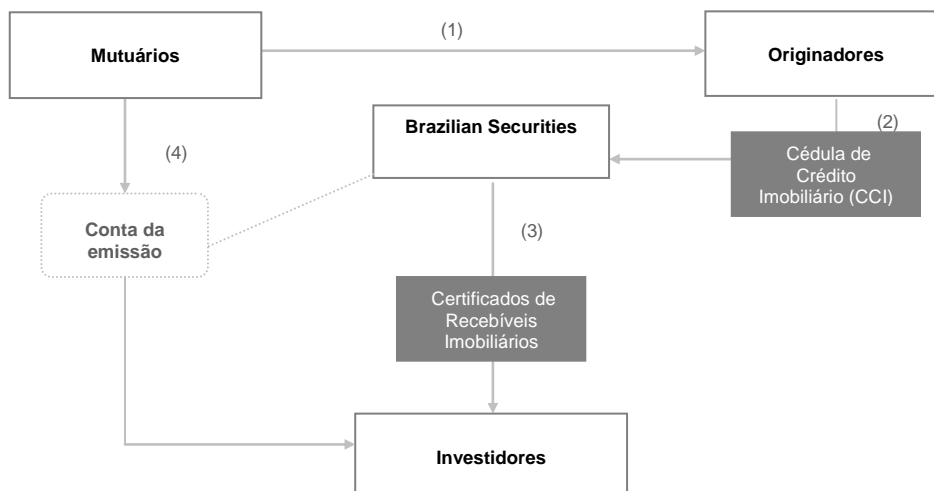 (1)
Mutuários
Originadores
Brazilian Securities
(2)
Cédula de
Crédito
Imobiliário (CCI)
(4)
Conta da
emissão
(3)
Certificados de
Recebíveis
Imobiliários
Investidores